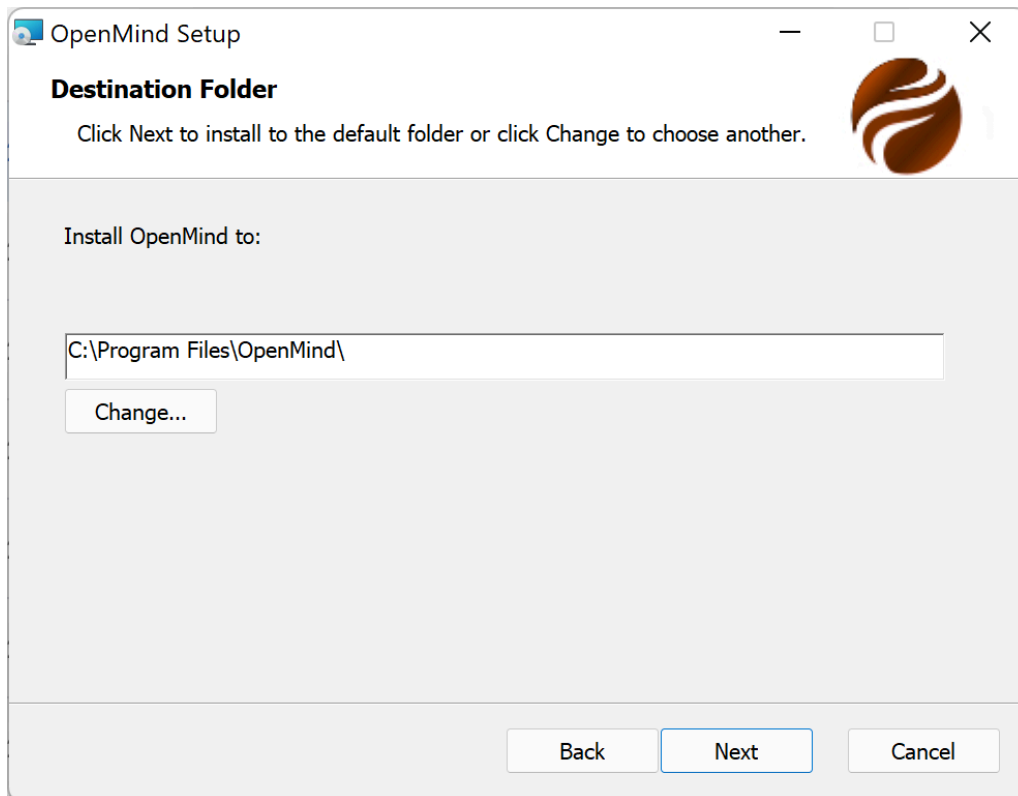 OpenMind Setup
Destination Folder
Click Next to install to the default folder or click Change to choose another.
Install OpenMind to:
C:\Program Files\OpenMind\
Change...
Back
Next
Cancel